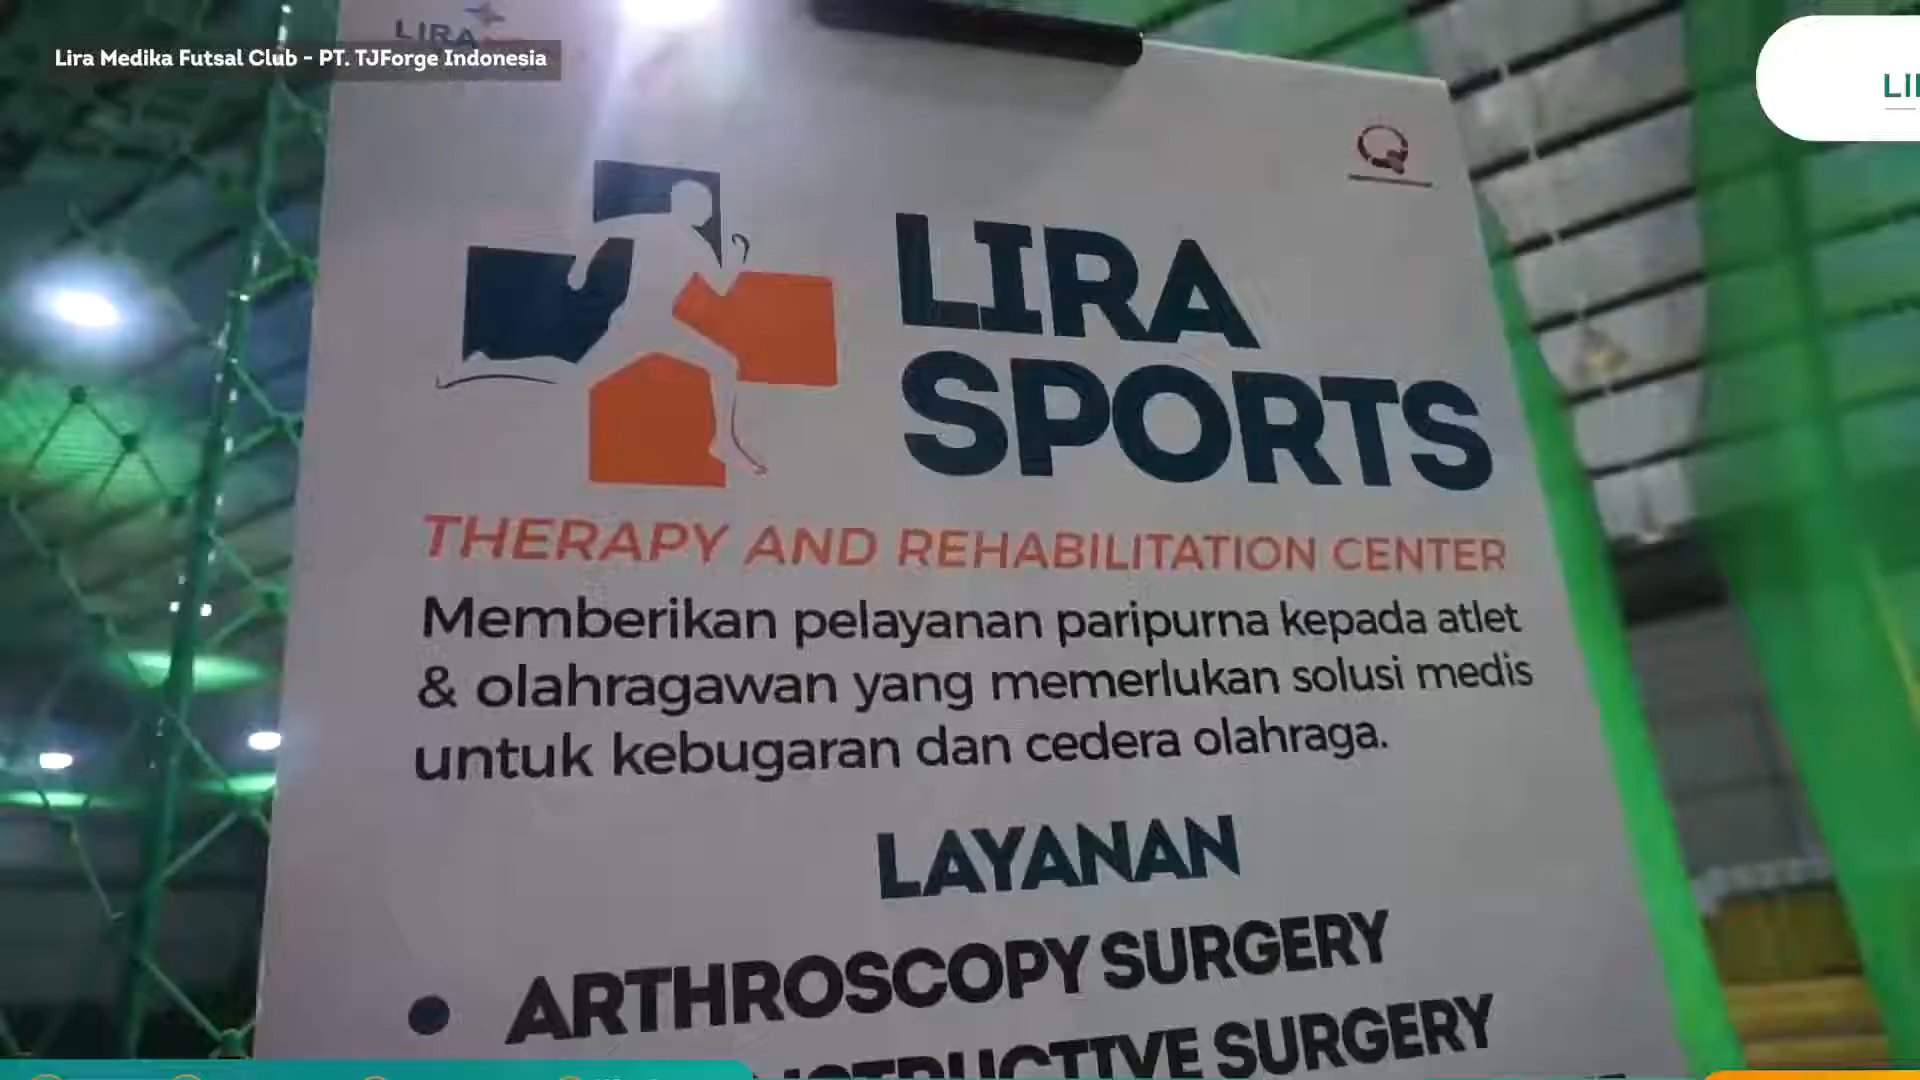 LIRA
Lira Medika Futsal Club - PT. TJForge Indonesia
LIRA
SPORTS
THERAPY AND REHABILITATION CENTER
Memberikan pelayanan paripurna kepada atlet
& olahragawan yang memerlukan solusi medis
untuk kebugaran dan cedera olahraga.
LAYANAN
• ARTHROSCOPY SURGERY
SURGERY